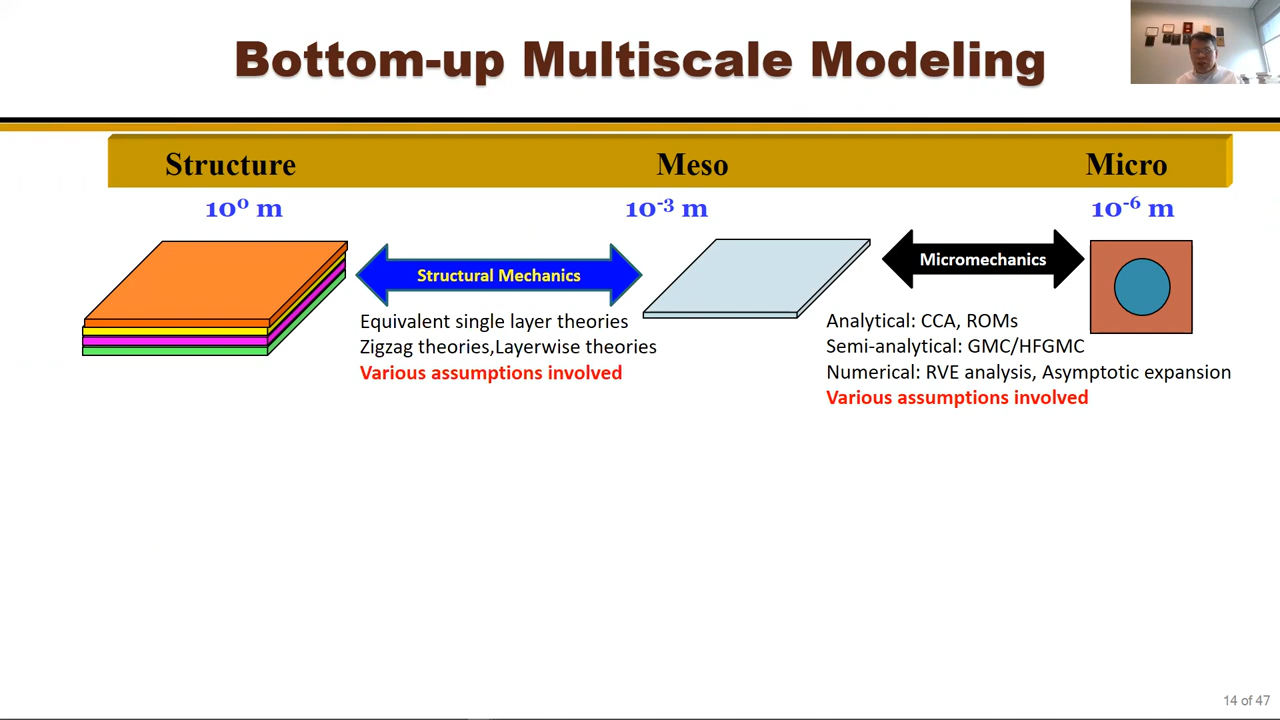 Bottom-up Multiscale Modeling
Structure
Meso
Micro
10⁰ m
10⁻³ m
10⁻⁶ m
Structural Mechanics
Equivalent single layer theories
Zigzag theories,Layerwise theories
Various assumptions involved
Micromechanics
Analytical: CCA, ROMs
Semi-analytical: GMC/HFGMC
Numerical: RVE analysis, Asymptotic expansion
Various assumptions involved
14 of 47